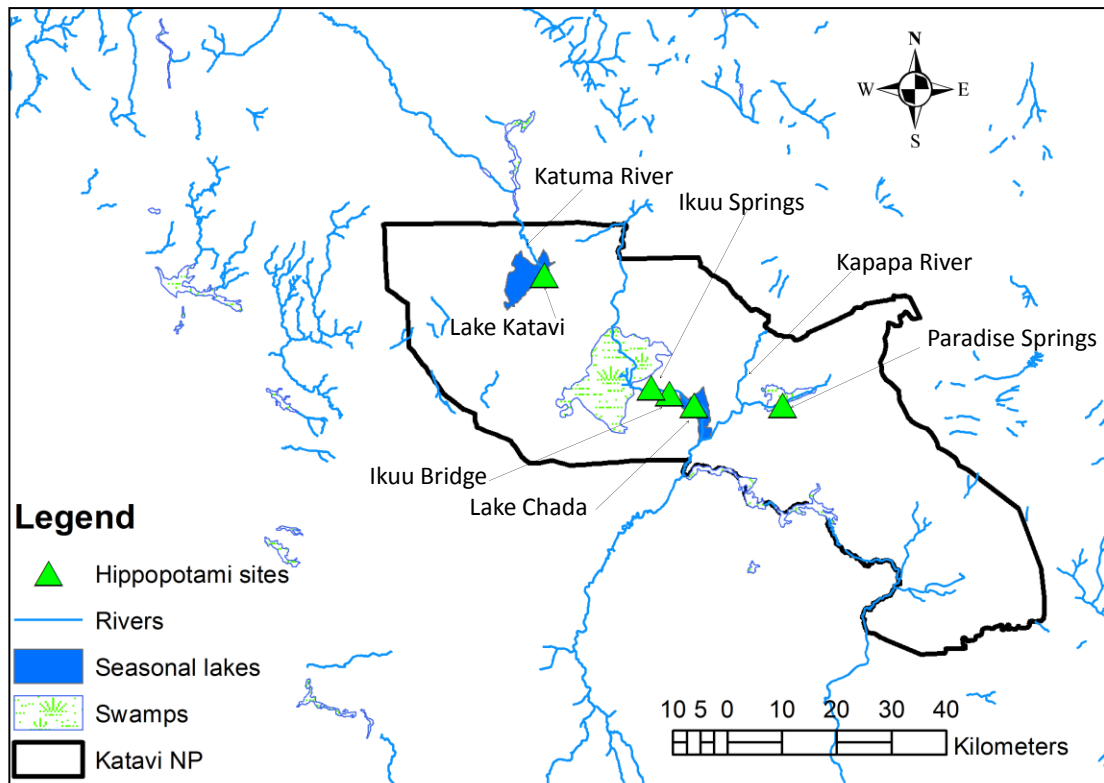 N
W E
S
Katuma River
Ikuu Springs
Kapapa River
Lake Katavi
Paradise Springs
Ikuu Bridge
Lake Chada
Legend
Hippopotami sites
Rivers
Seasonal lakes
Swamps
Katavi NP
10 5 0 10 20 30 40
Kilometers